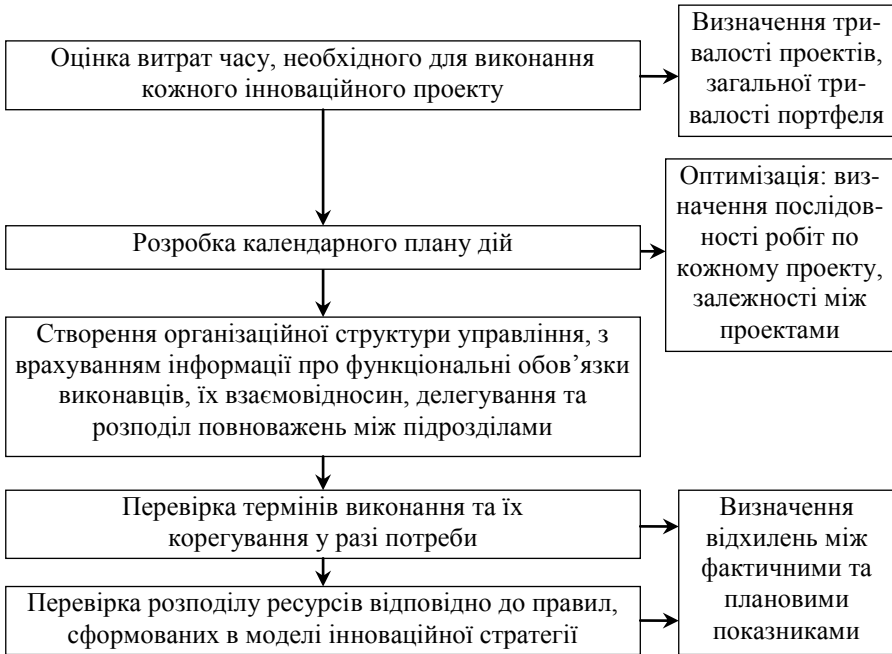 Оцінка витрат часу, необхідного для виконання
кожного інноваційного проекту
Визначення три-
валості проектів,
загальної три-
валості портфеля
Розробка календарного плану дій
Оптимізація: виз-
начення послідов-
ності робіт по
кожному проекту,
залежності між
проектами
Створення організаційної структури управління, з
врахуванням інформації про функціональні обов’язки
виконавців, їх взаємовідносин, делегування та
розподіл повноважень між підрозділами
Перевірка термінів виконання та їх
корегування у разі потреби
Перевірка розподілу ресурсів відповідно до правил,
сформованих в моделі інноваційної стратегії
Визначення
відхилень між
фактичними та
плановими
показниками